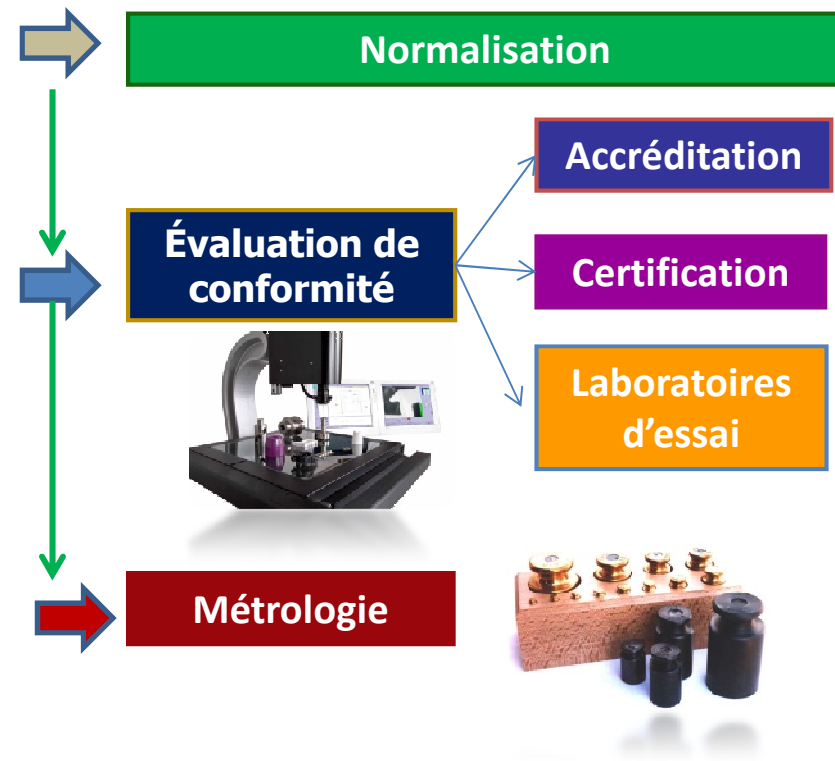 Normalisation
Accréditation
Évaluation de
conformité
Certification
Laboratoires
d'essai
Métrologie